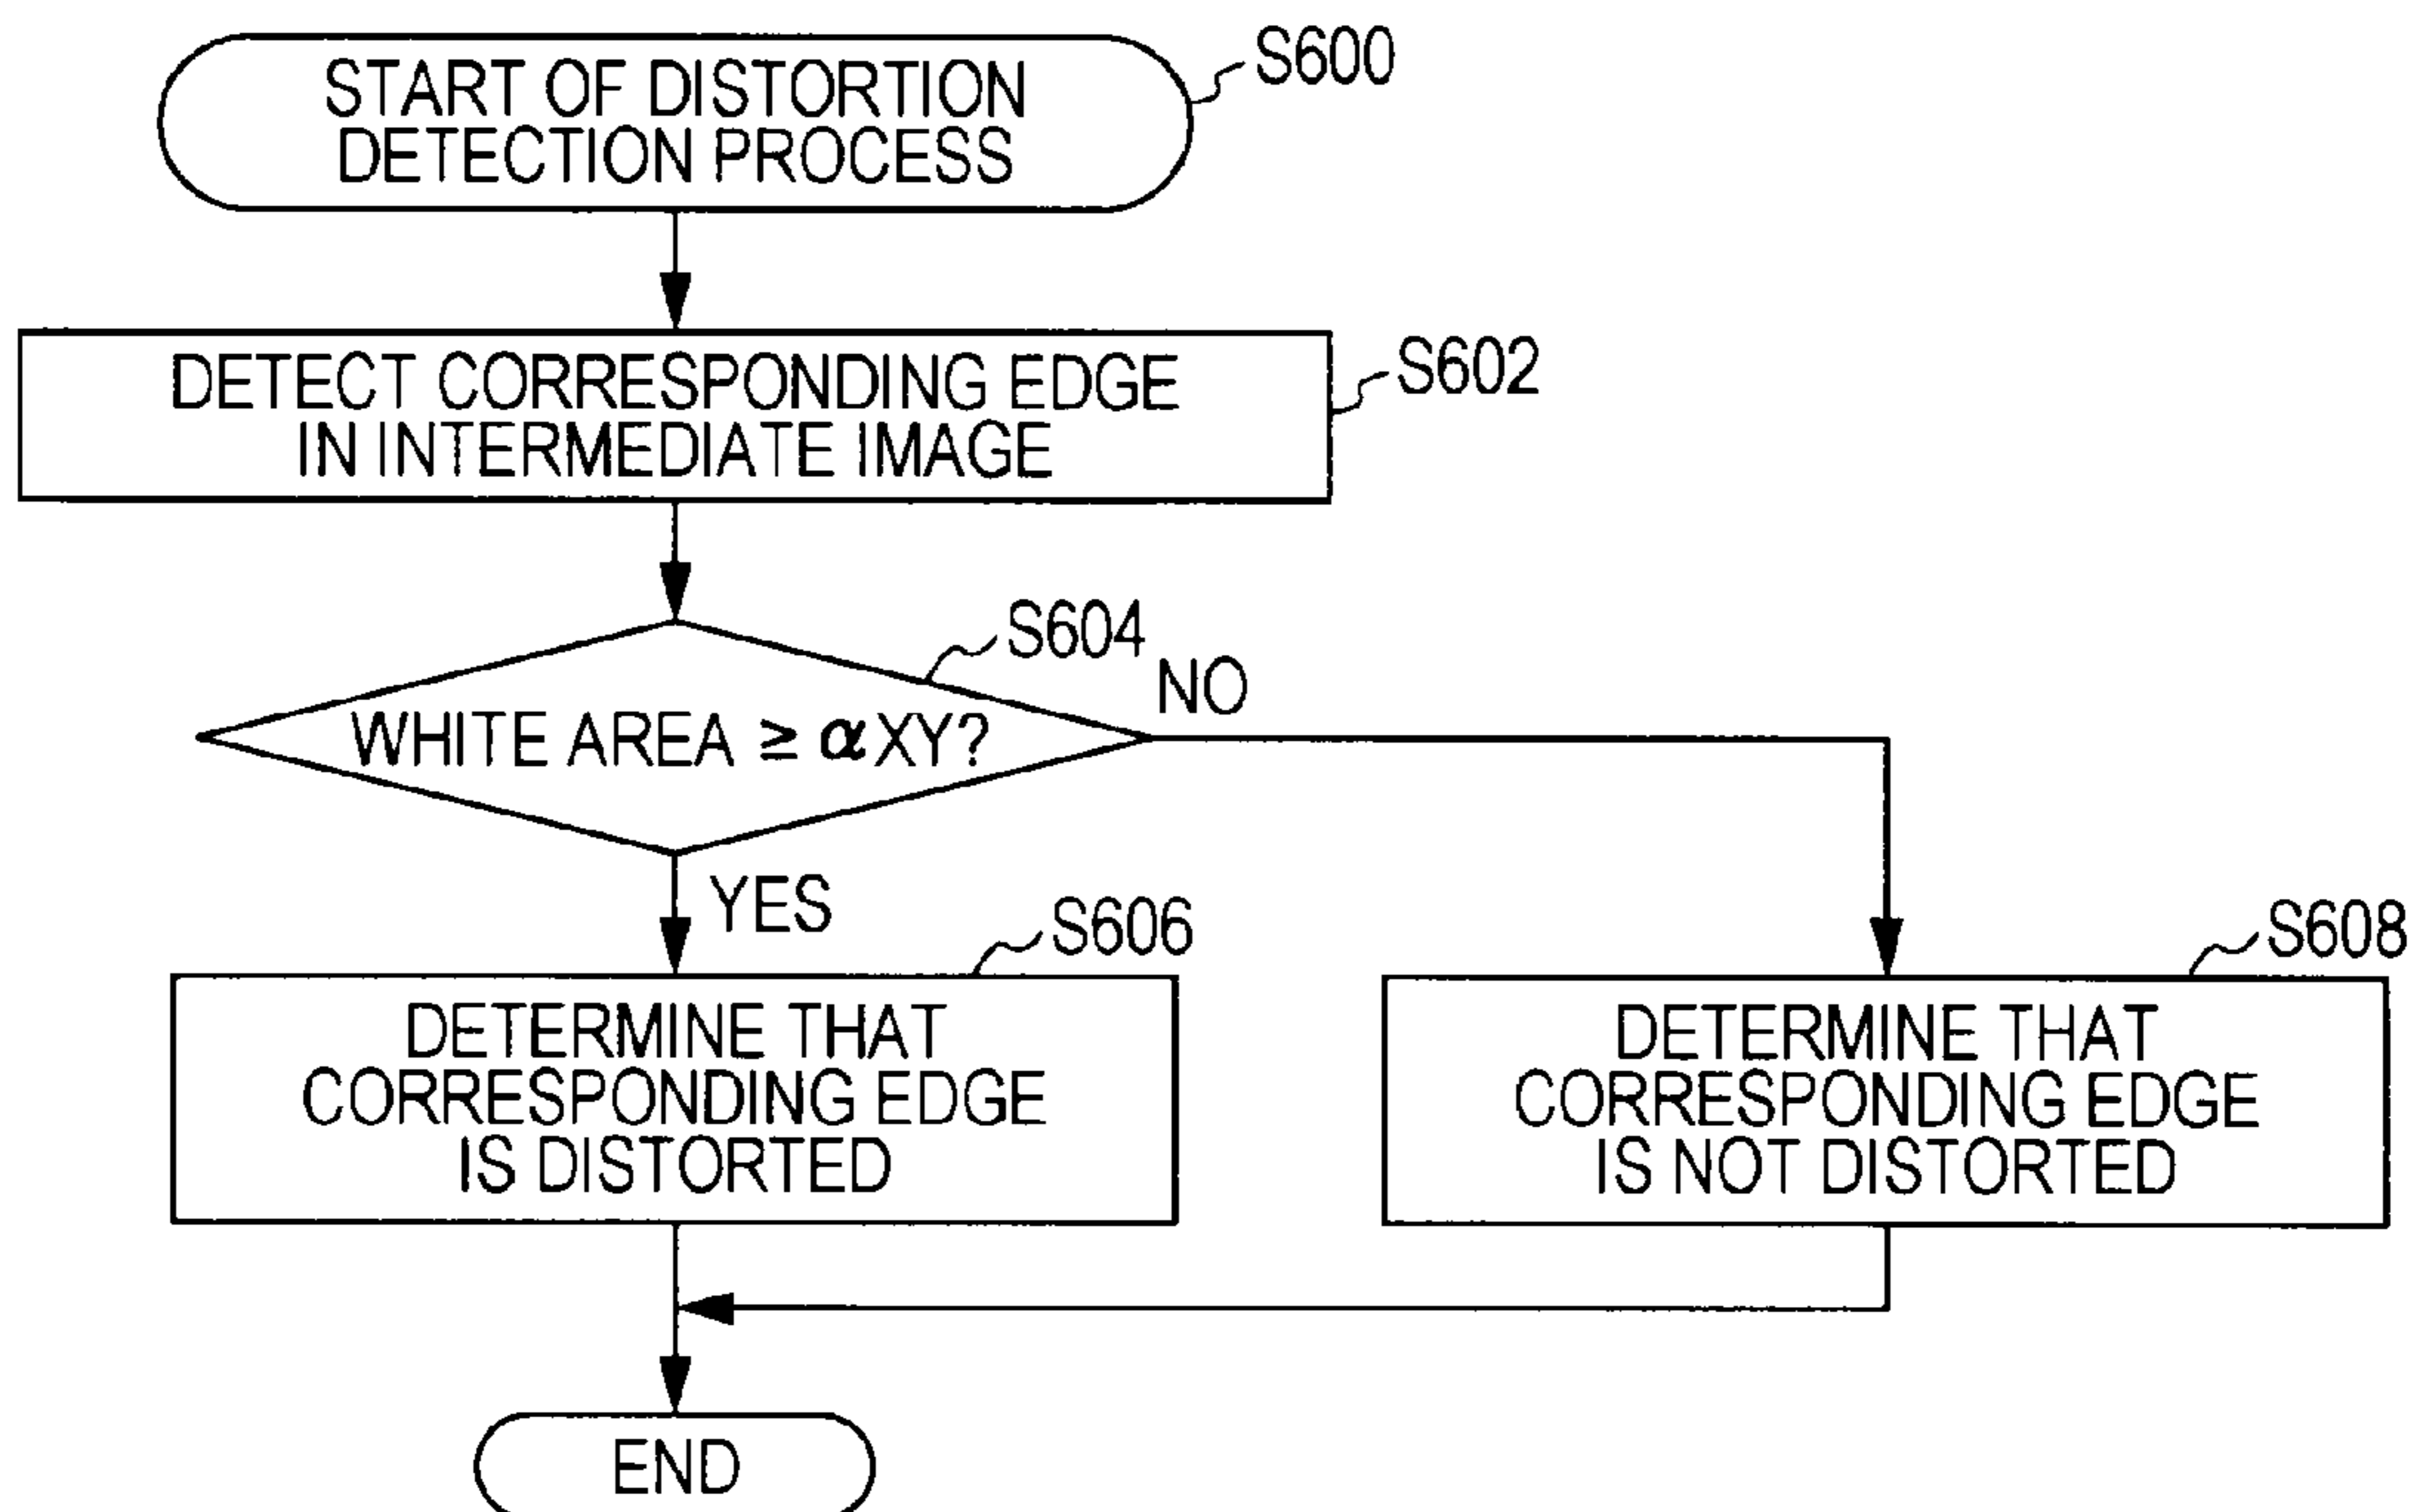 START OF DISTORTION
DETECTION PROCESS
S600
DETECT CORRESPONDING EDGE
IN INTERMEDIATE IMAGE
S602
S604
WHITE AREA ≥ αXY?
NO
YES
S606
DETERMINE THAT
CORRESPONDING EDGE
IS DISTORTED
S608
DETERMINE THAT
CORRESPONDING EDGE
IS NOT DISTORTED
END